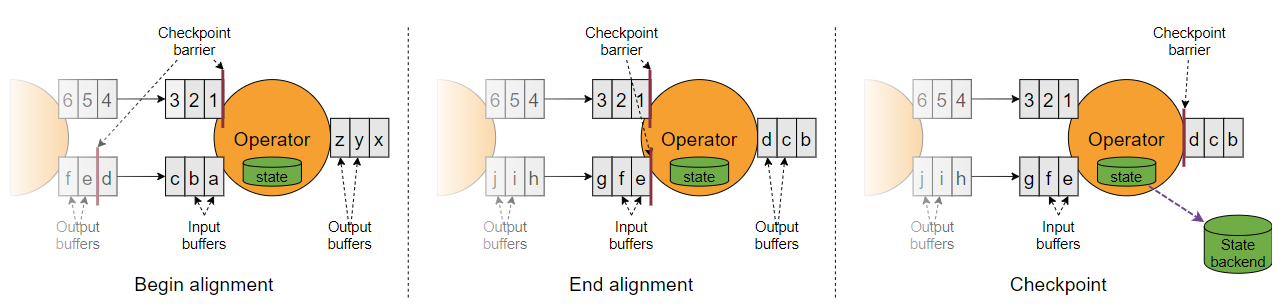 Checkpoint
barrier
6 5 4
3 2 1
Operator
z y x
state
f e d
c b a
Output
buffers
Input
buffers
Output
buffers
Begin alignment
Checkpoint
barrier
6 5 4
3 2 1
Operator
d c b
state
j i h
g f e
Output
buffers
Input
buffers
Output
buffers
End alignment
Checkpoint
barrier
6 5 4
3 2 1
Operator
d c b
state
j i h
g f e
Output
buffers
Input
buffers
State
backend
Checkpoint